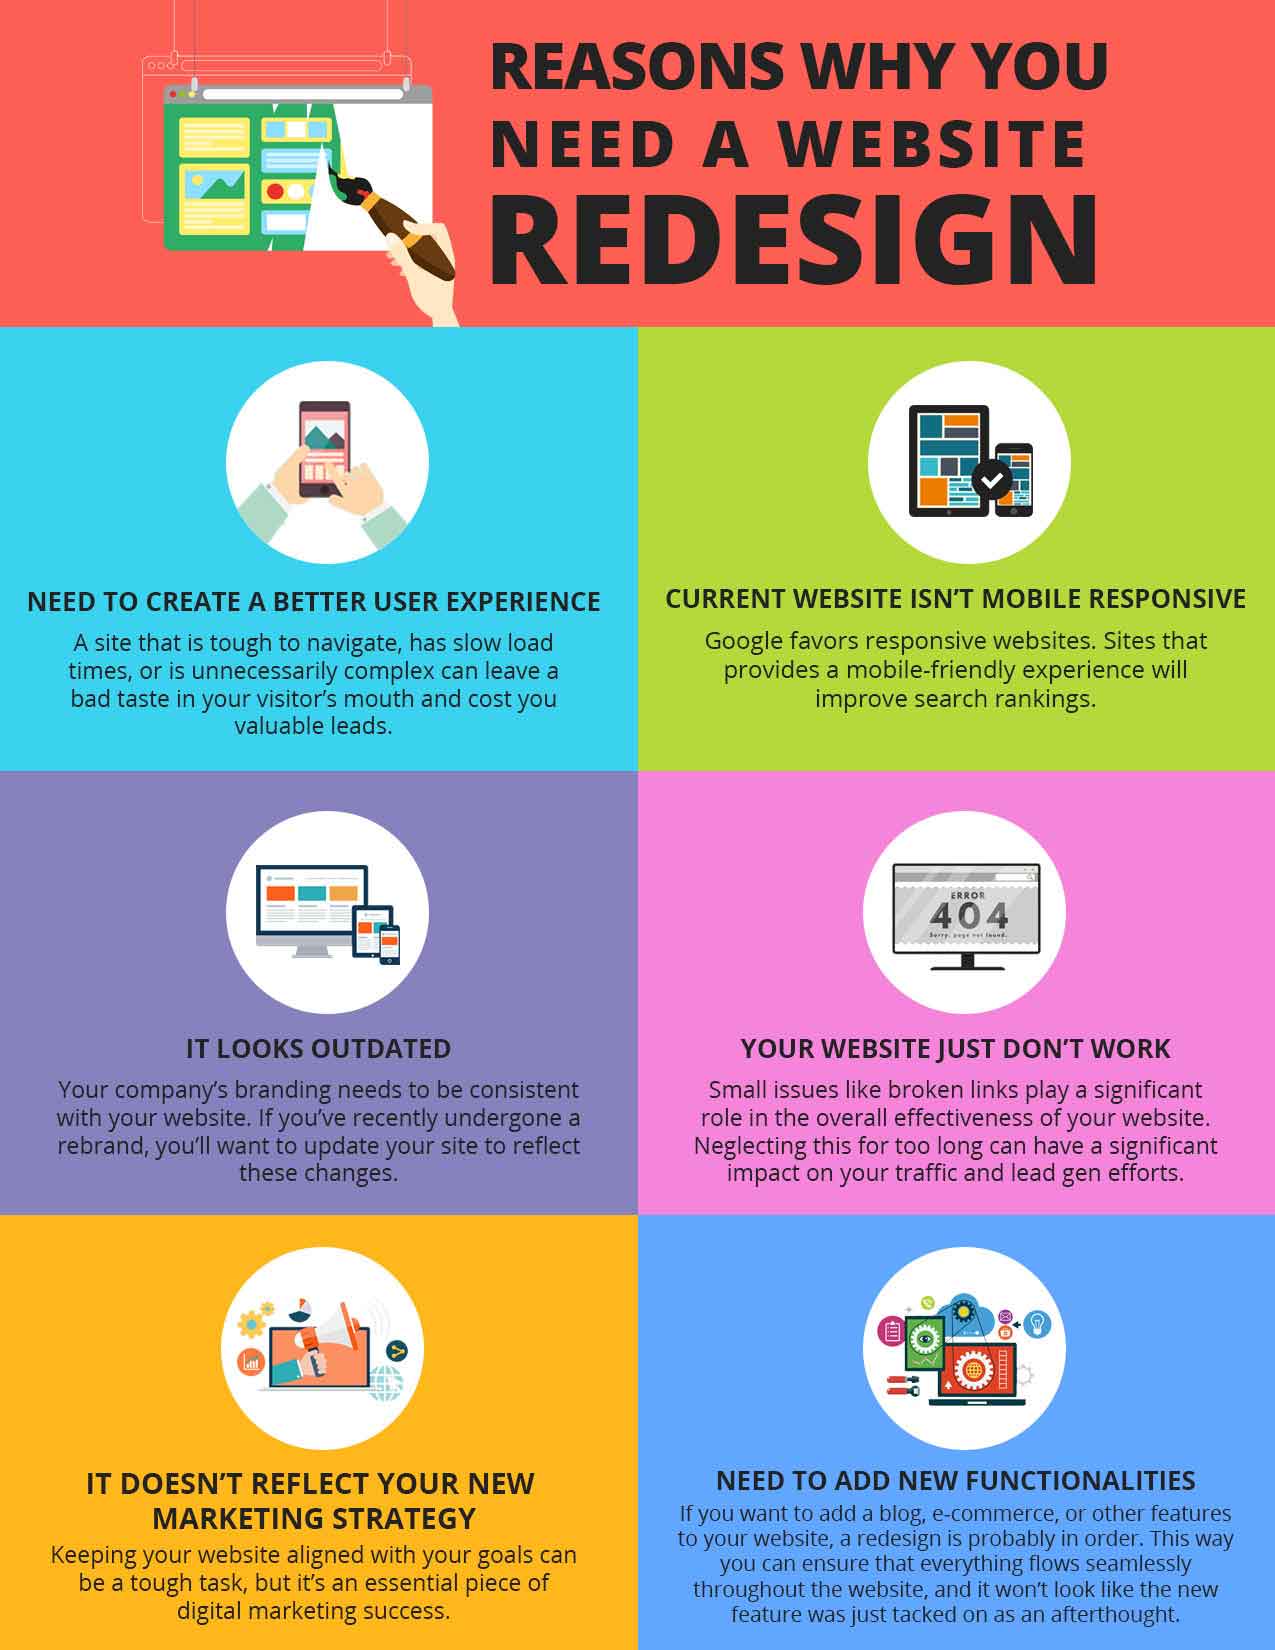 REASONS WHY YOU
NEED A WEBSITE
REDESIGN
NEED TO CREATE A BETTER USER EXPERIENCE
A site that is tough to navigate, has slow load
times, or is unnecessarily complex can leave a
bad taste in your visitor's mouth and cost you
valuable leads.
CURRENT WEBSITE ISN'T MOBILE RESPONSIVE
Google favors responsive websites. Sites that
provides a mobile-friendly experience will
improve search rankings.
IT LOOKS OUTDATED
Your company's branding needs to be consistent
with your website. If you've recently undergone a
rebrand, you'll want to update your site to reflect
these changes.
ERROR
404
Sorry, page not found.
YOUR WEBSITE JUST DON'T WORK
Small issues like broken links play a significant
role in the overall effectiveness of your website.
Neglecting this for too long can have a significant
impact on your traffic and lead gen efforts.
IT DOESN'T REFLECT YOUR NEW
MARKETING STRATEGY
Keeping your website aligned with your goals can
be a tough task, but it's an essential piece of
digital marketing success.
NEED TO ADD NEW FUNCTIONALITIES
If you want to add a blog, e-commerce, or other features
to your website, a redesign is probably in order. This way
you can ensure that everything flows seamlessly
throughout the website, and it won't look like the new
feature was just tacked on as an afterthought.